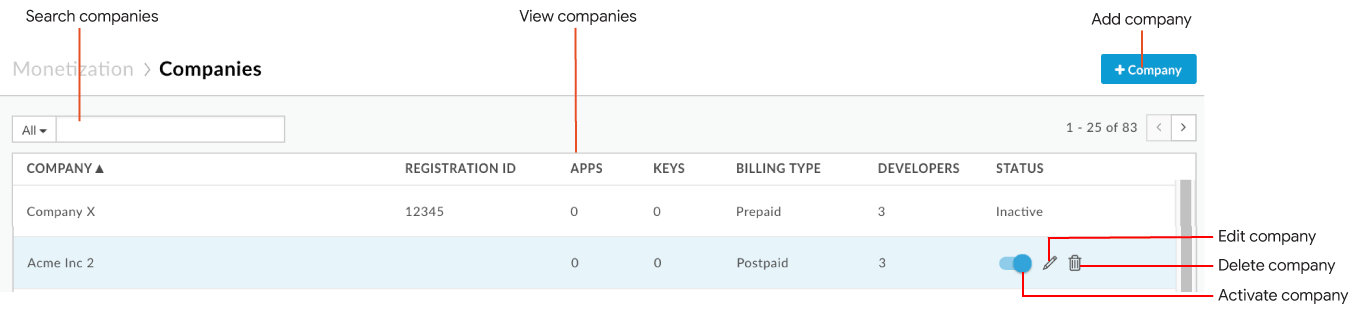 Search companies View companies Add company
Monetization > Companies + Company
All 1 - 25 of 83 < >
COMPANY ▲ REGISTRATION ID APPS KEYS BILLING TYPE DEVELOPERS STATUS
Company X 12345 0 0 Prepaid 3 Inactive
Edit company
Acme Inc 2 0 0 Postpaid 3
Delete company
Activate company